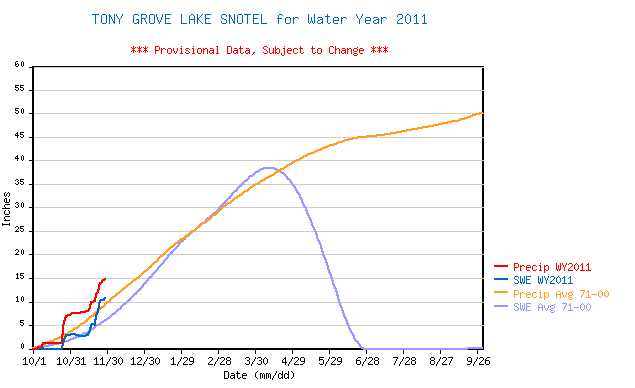 TONY GROVE LAKE SNOTEL for Water Year 2011
*** Provisional Data, Subject to Change ***
60
55
50
45
40
35
30
25
20
15
10
5
0
Inches
10/1 10/31 11/30 12/30 1/29 2/28 3/30 4/29 5/29 6/28 7/28 8/27 9/26
Date (mm/dd)
Precip WY2011
SWE WY2011
Precip Avg 71-00
SWE Avg 71-00